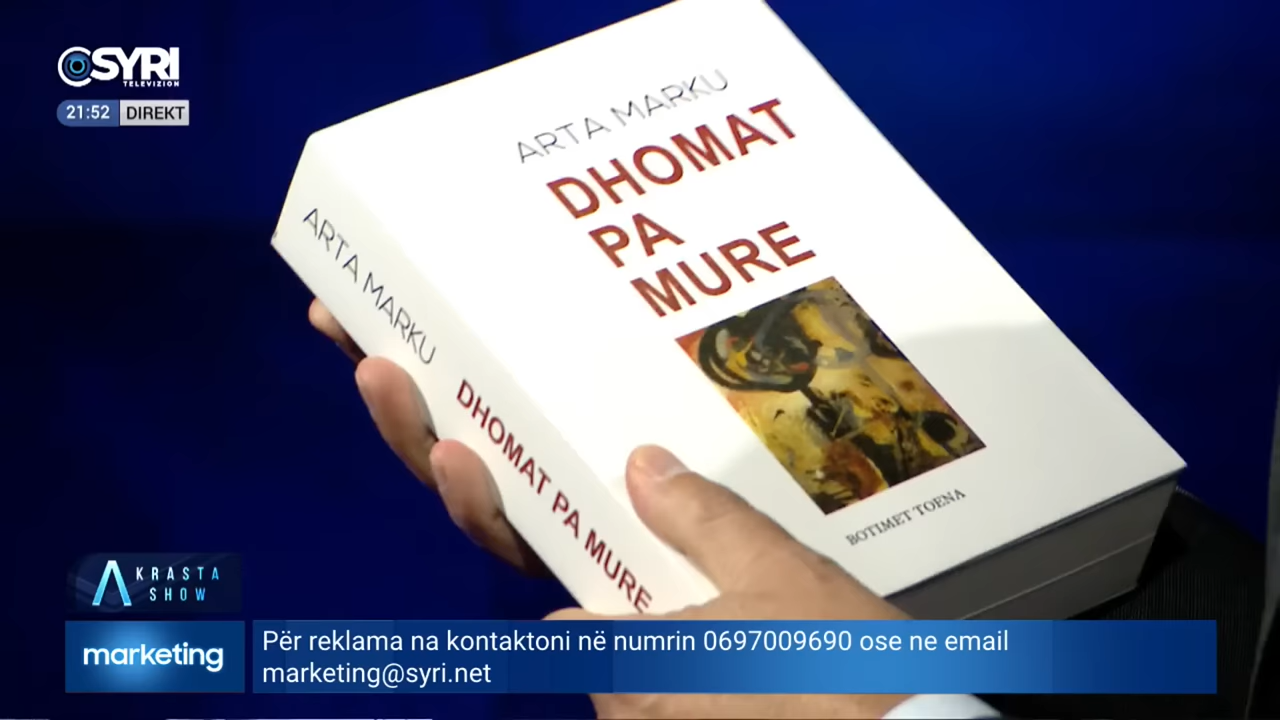 SYRI
TELEVIZION
21:52 DIREKT
ARTA MARKU
DHOMAT
PA
MURE
BOTIMET TOENA
ARTA MARKU DHOMAT PA MURE
A KRASTA
SHOW
marketing
Për reklama na kontaktoni në numrin 0697009690 ose ne email
marketing@syri.net